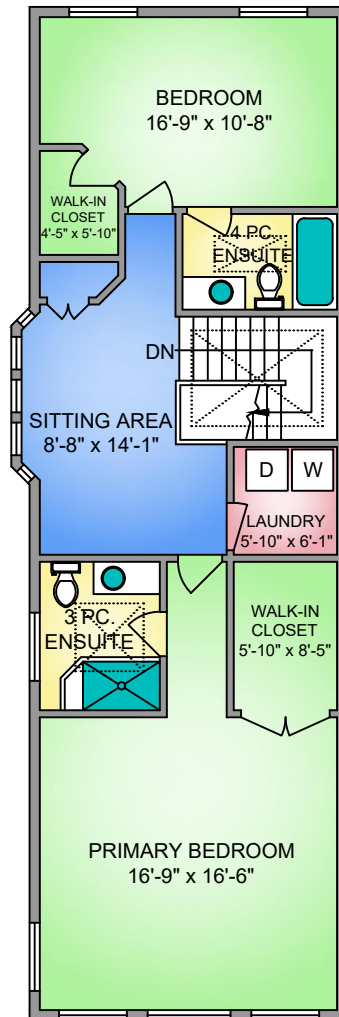 BEDROOM
16'-9" x 10'-8"
WALK-IN
CLOSET
4'-5" x 5'-10"
4 PC.
ENSUITE
DN
SITTING AREA
8'-8" x 14'-1"
D W
LAUNDRY
5'-10" x 6'-1"
3 PC.
ENSUITE
WALK-IN
CLOSET
5'-10" x 8'-5"
PRIMARY BEDROOM
16'-9" x 16'-6"